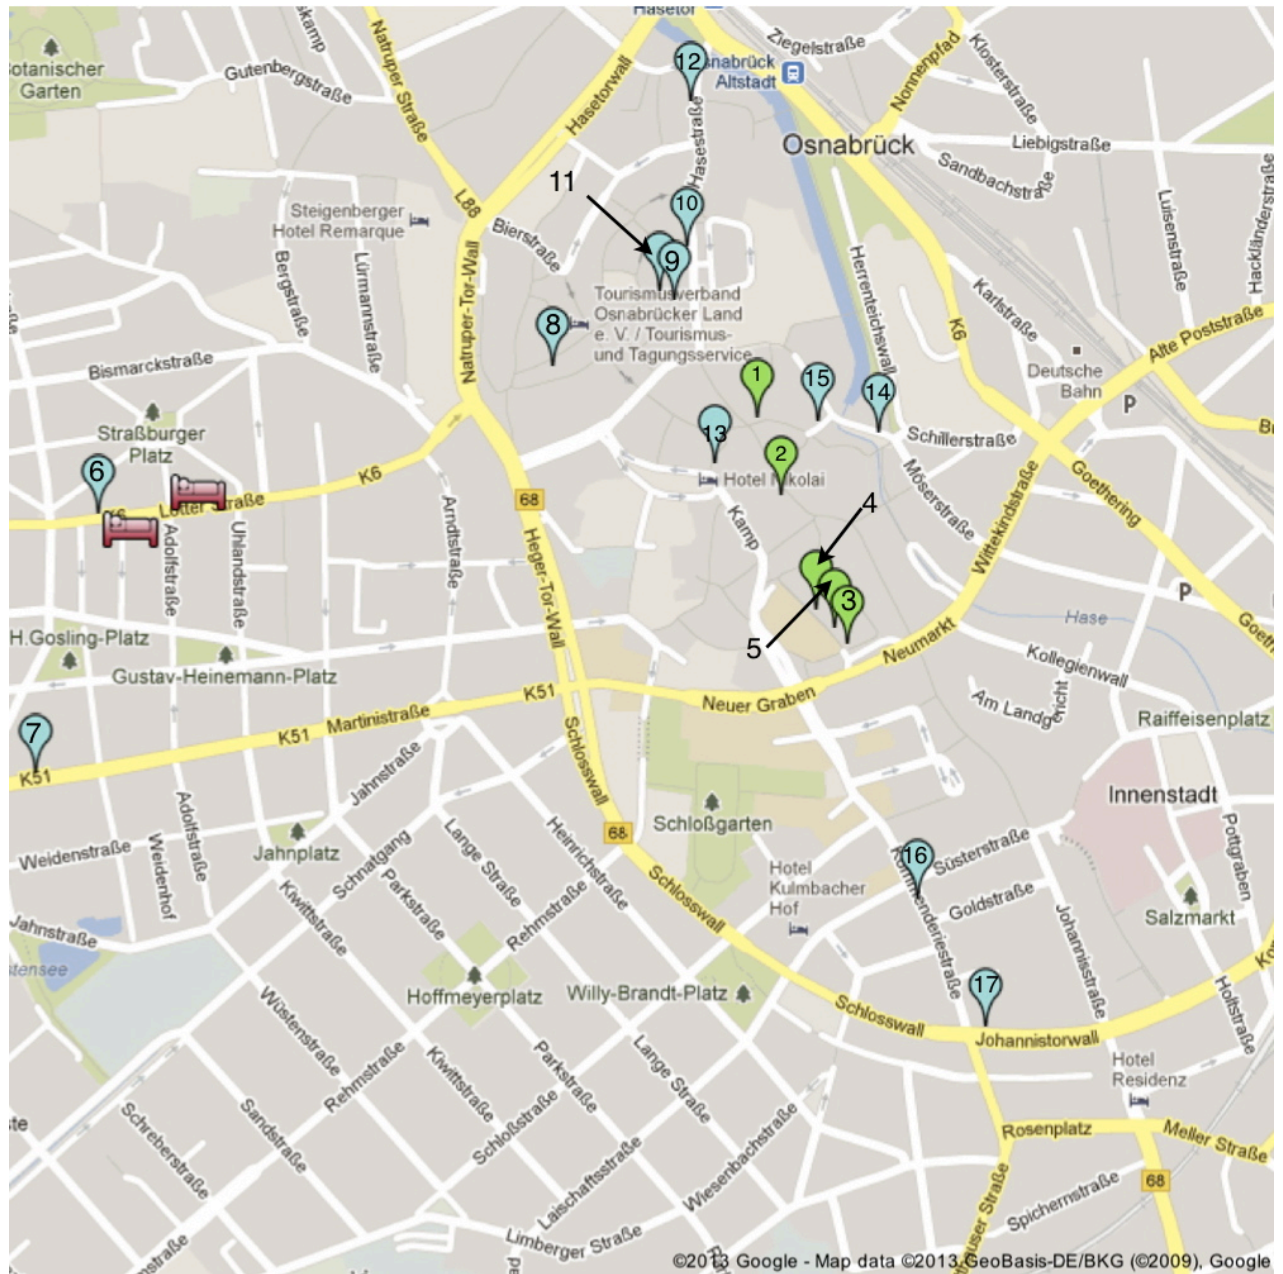 Hasetor
12
Osnabrück
Altstadt
Ziegelstraße
Nonnenpfad
Klosterstraße
Botanischer
Garten
Gutenbergstraße
Natruper Straße
Hasetorwall
Osnabrück
Liebigstraße
Sandbachstraße
Luisenstraße
Hackländerstraße
11
Hasestraße
10
L88
Steigenberger
Hotel Remarque
Bierstraße
Bergstraße
Lürmannstraße
Natruper-Tor-Wall
9
Tourismusverband
Osnabrücker Land
e. V. / Tourismus-
und Tagungsservice
8
Herrenteichswall
K6
Karlstraße
Alte Poststraße
Deutsche
Bahn
P
Bismarckstraße
1
15
14
13
2
Hotel Nikolai
Schillerstraße
Möserstraße
Goethering
Wittekindstraße
Straßburger
Platz
6
K6
K6
Lotter Straße
68
Kamp
4
Adolfstraße
Uhlandstraße
Arndtstraße
Heger-Tor-Wall
3
5
P
Hase
Neumarkt
Kollegienwall
H.Gosling-Platz
Gustav-Heinemann-Platz
7
K51
K51
Martinistraße
K51
Neuer Graben
Am Landgericht
Raiffeisenplatz
Innenstadt
Schlosswall
68
Schloßgarten
Jahnstraße
Adolfstraße
Weidenstraße
Weidenhof
Jahnplatz
Schnatgang
Lange Straße
Heinrichstraße
Parkstraße
Kiwittstraße
Rehmstraße
Hotel
Kulmbacher
Hof
16
Süsterstraße
Goldstraße
Kommenderiestraße
Johannisstraße
Pottgraben
Salzmarkt
Schlosswall
Jahnstraße
Hoffmeyerplatz
Willy-Brandt-Platz
17
Schlosswall
Johannistorwall
Holtstraße
Wüstenstraße
Rehmstraße
Kiwittstraße
Parkstraße
Lange Straße
Hotel
Residenz
Schreberstraße
Sandstraße
Schloßstraße
Laischaftsstraße
Wiesenbachstraße
Rosenplatz
Meller Straße
68
Spichernstraße
Limberger Straße
©2013 Google - Map data ©2013 GeoBasis-DE/BKG (©2009), Google